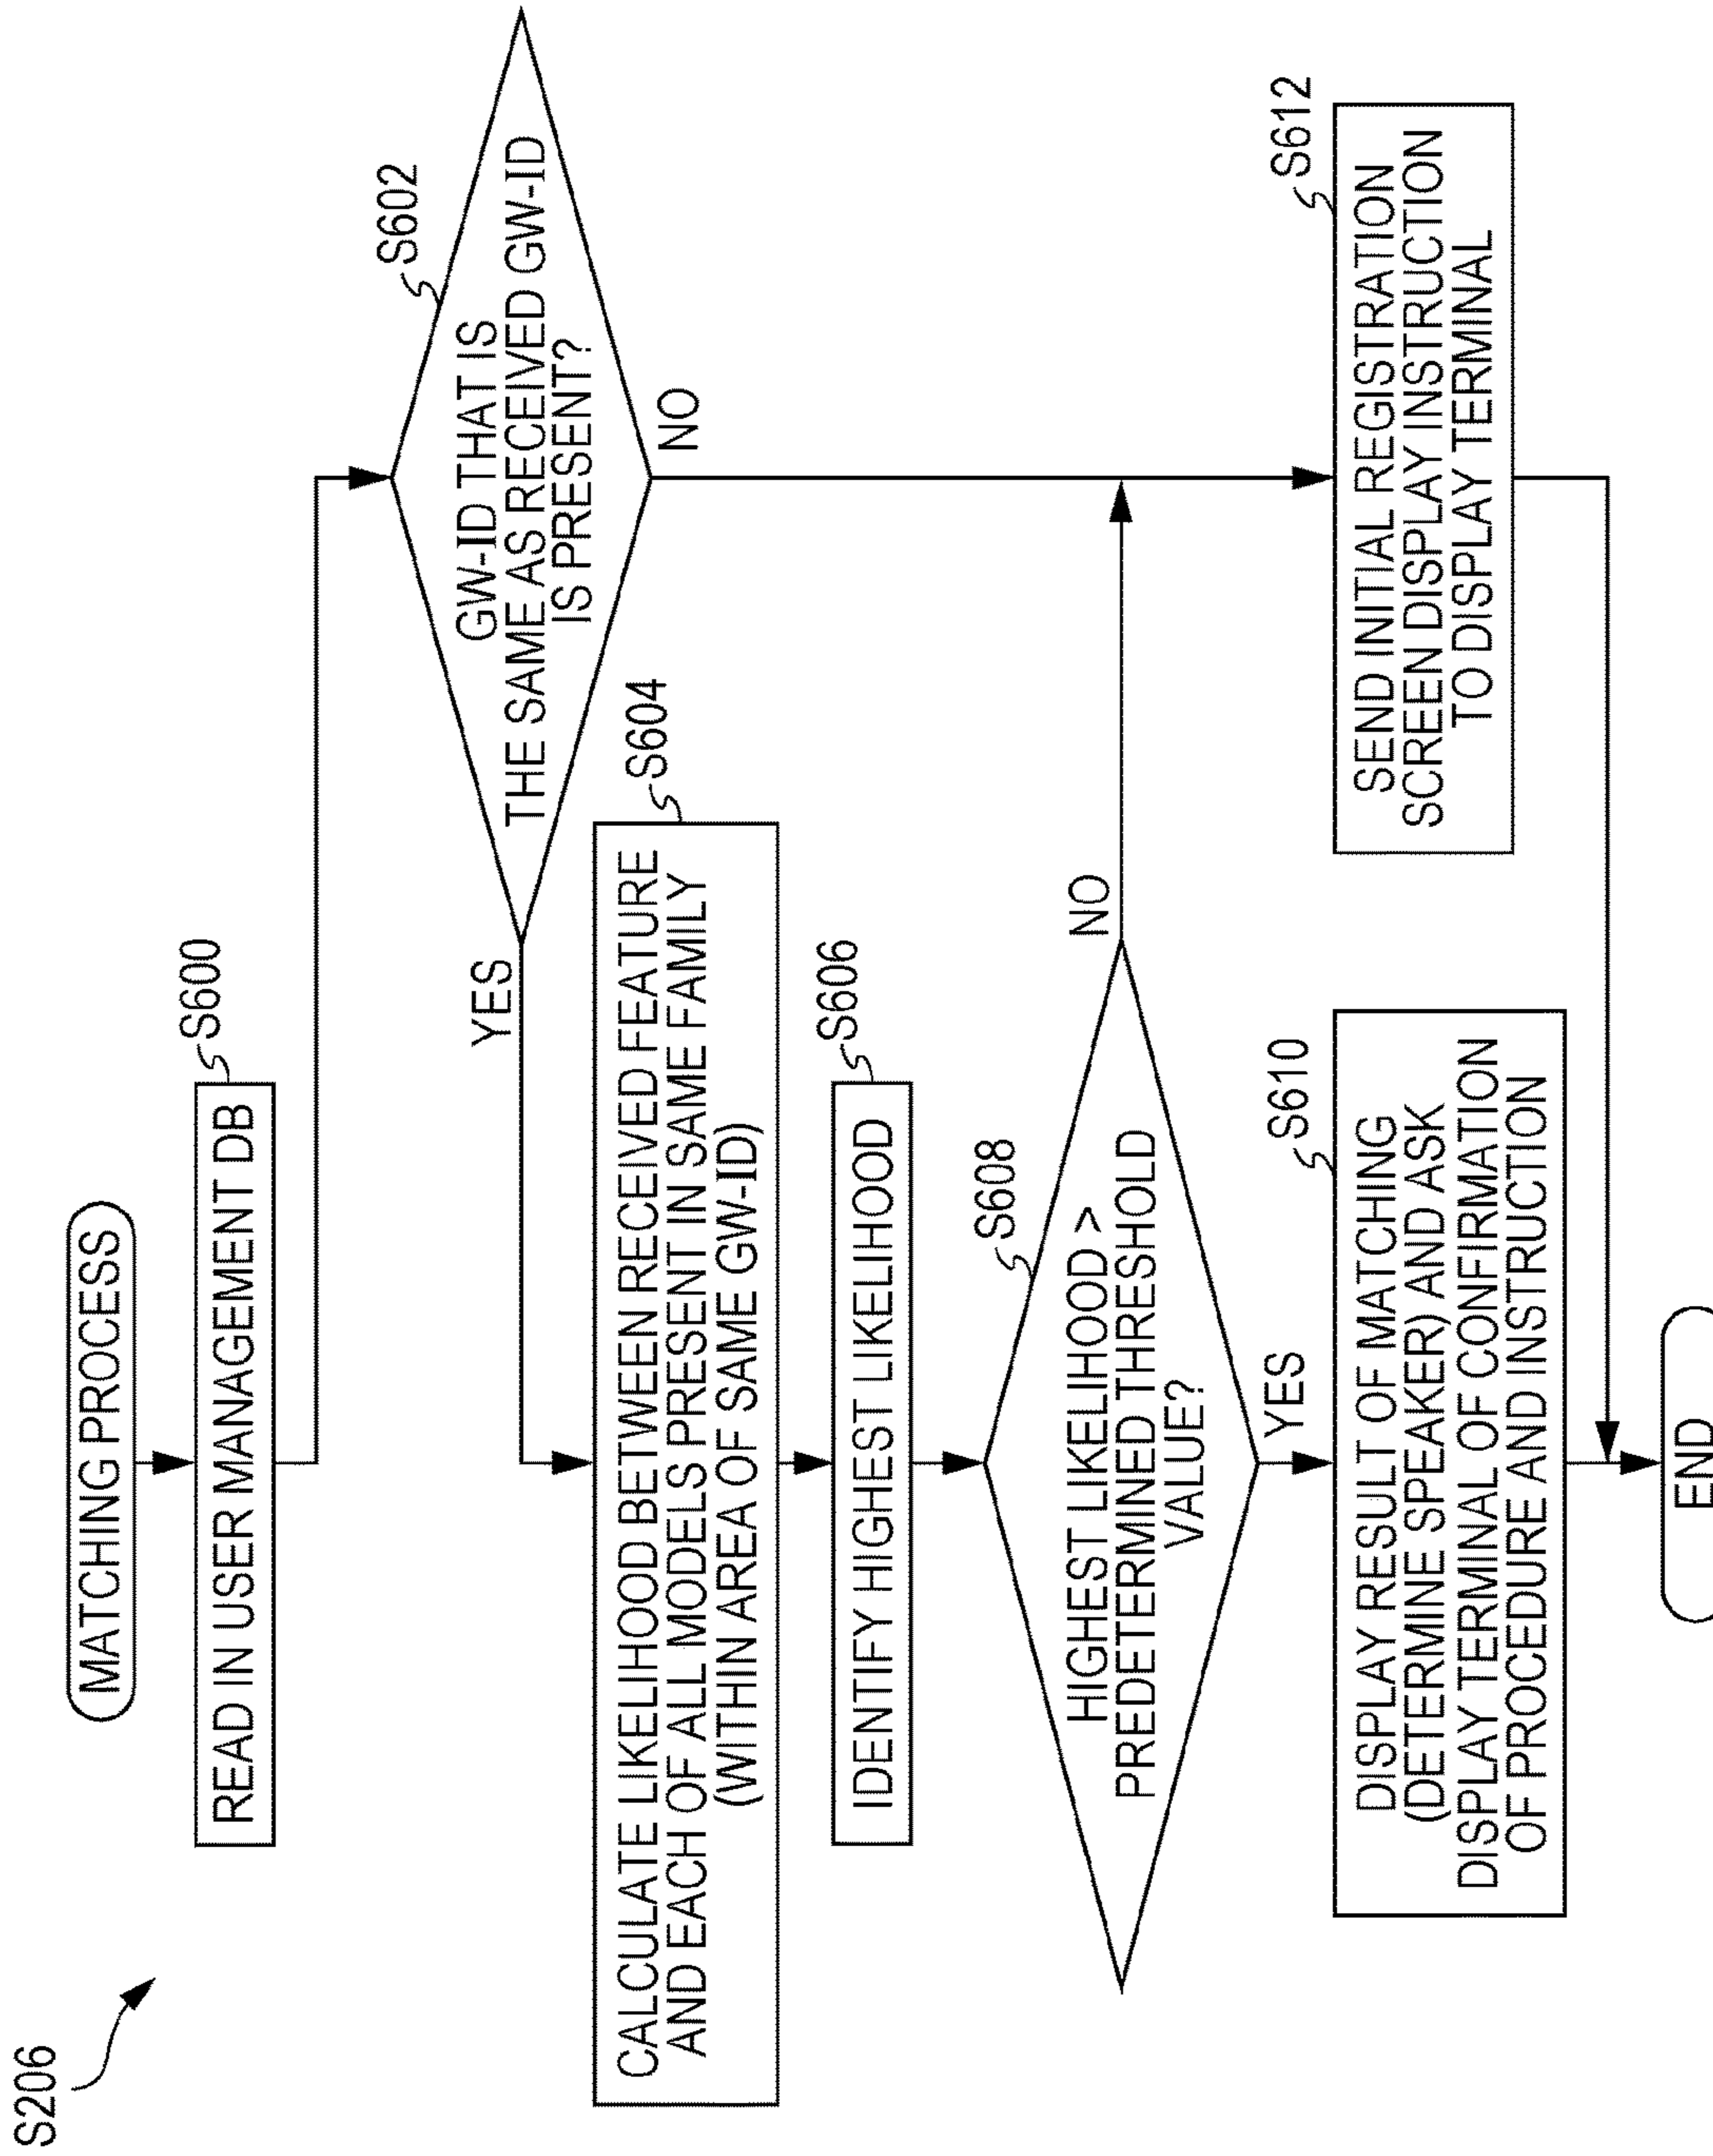 S206
MATCHING PROCESS
S600
READ IN USER MANAGEMENT DB
S602
GW-ID THAT IS
THE SAME AS RECEIVED GW-ID
IS PRESENT?
YES
NO
S604
CALCULATE LIKELIHOOD BETWEEN RECEIVED FEATURE
AND EACH OF ALL MODELS PRESENT IN SAME FAMILY
(WITHIN AREA OF SAME GW-ID)
S606
IDENTIFY HIGHEST LIKELIHOOD
S608
HIGHEST LIKELIHOOD >
PREDETERMINED THRESHOLD
VALUE?
NO
YES
S610
DISPLAY RESULT OF MATCHING
(DETERMINE SPEAKER) AND ASK
DISPLAY TERMINAL OF CONFIRMATION
OF PROCEDURE AND INSTRUCTION
S612
SEND INITIAL REGISTRATION
SCREEN DISPLAY INSTRUCTION
TO DISPLAY TERMINAL
END